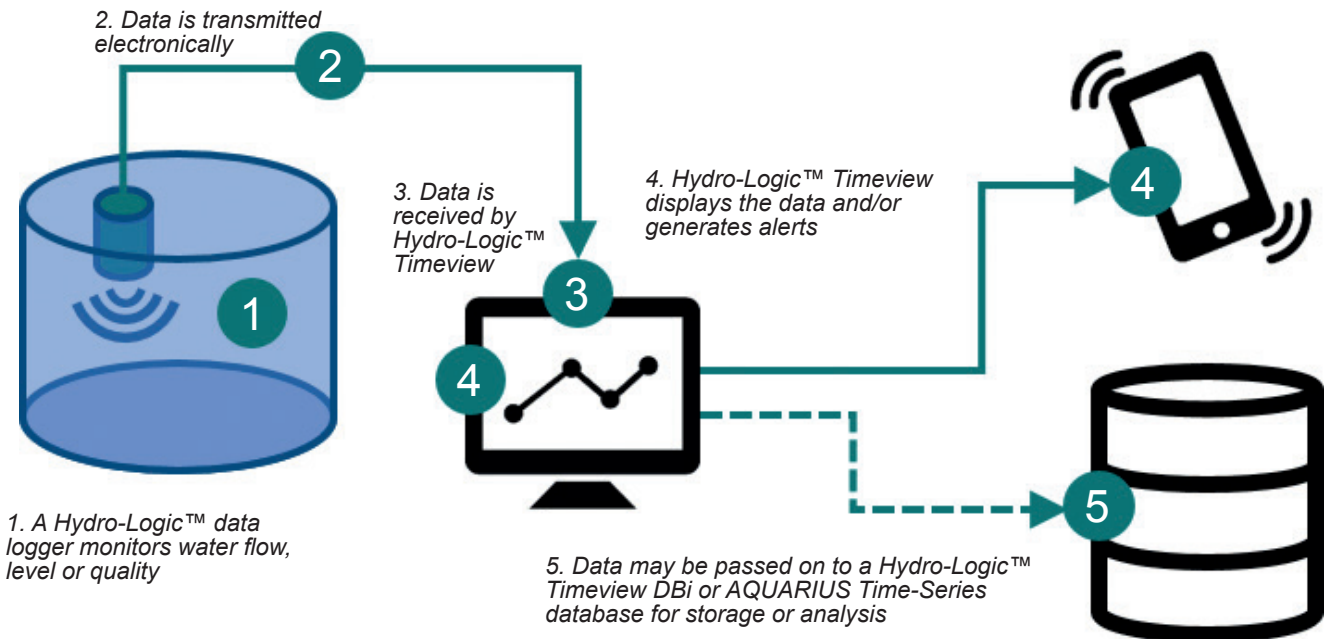 2. Data is transmitted
electronically
2
3. Data is
received by
Hydro-Logic™
Timeview
4. Hydro-Logic™ Timeview
displays the data and/or
generates alerts
4
3
1
4
5
1. A Hydro-Logic™ data
logger monitors water flow,
level or quality
5. Data may be passed on to a Hydro-Logic™
Timeview DBi or AQUARIUS Time-Series
database for storage or analysis